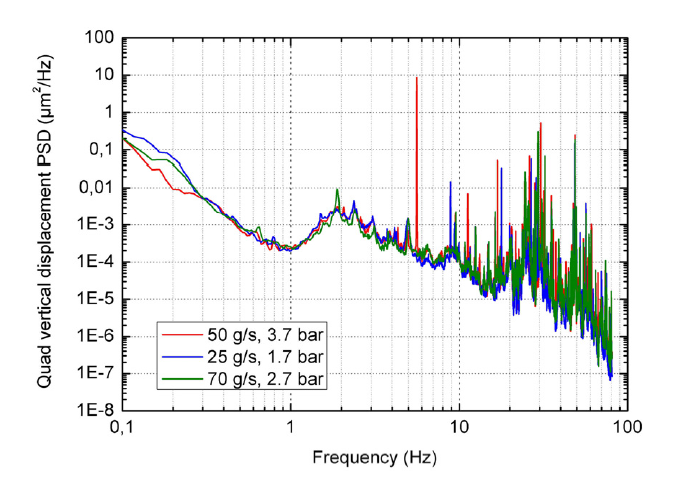 Quad vertical displacement PSD (µm²/Hz)
100
10
1
0,1
0,01
1E-3
1E-4
1E-5
1E-6
1E-7
1E-8
50 g/s, 3.7 bar
25 g/s, 1.7 bar
70 g/s, 2.7 bar
0,1
1
10
100
Frequency (Hz)